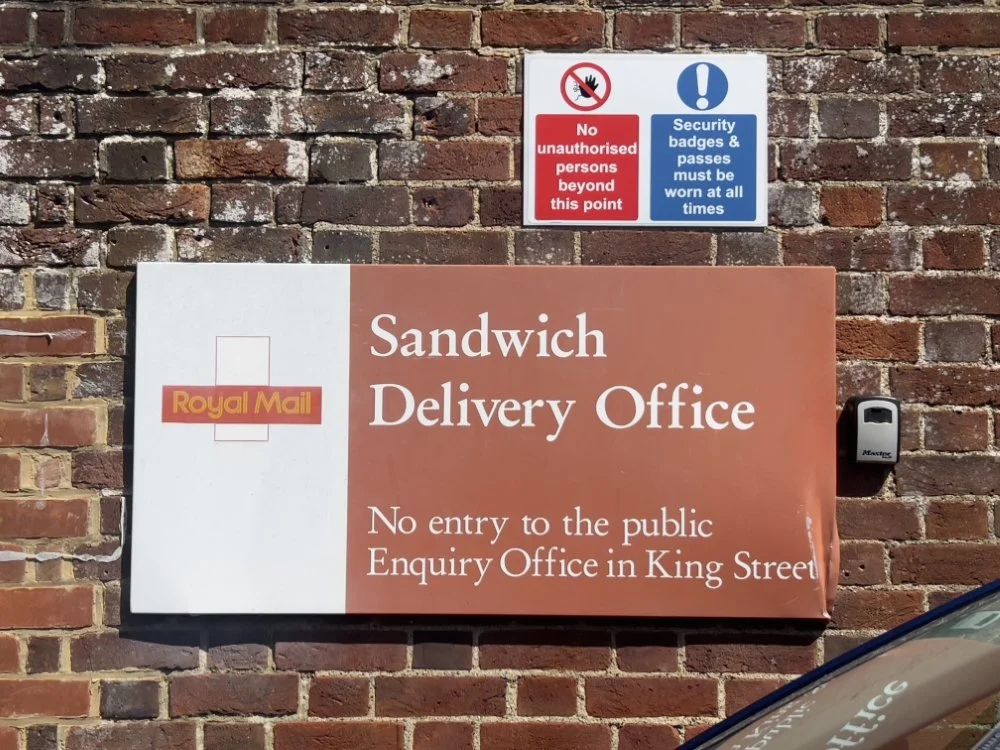 No
unauthorised
persons
beyond
this point
Security
badges &
passes
must be
worn at all
times
Royal Mail
Sandwich
Delivery Office
No entry to the public
Enquiry Office in King Street
Master